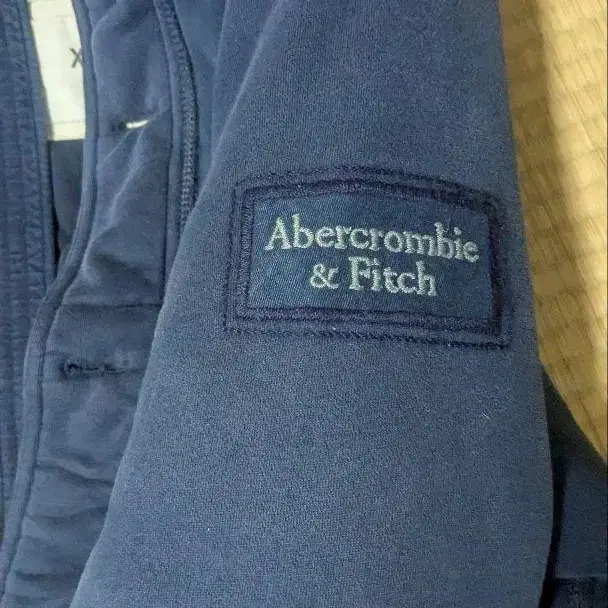 X
Abercrombie
& Fitch